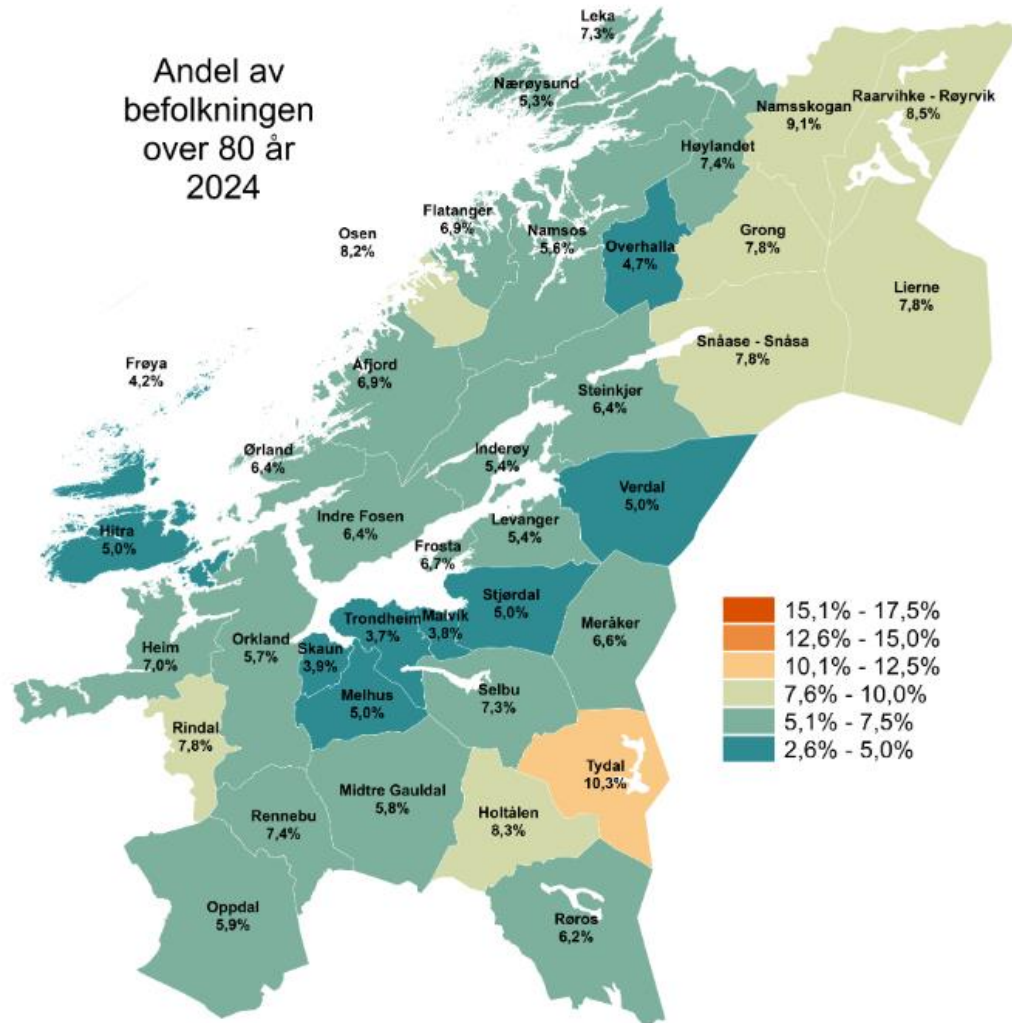 Andel av
befolkningen
over 80 år
2024
Leka
7,3%
Nærøysund
5,3%
Namsskogan
9,1%
Raarvihke - Røyrvik
8,5%
Høylandet
7,4%
Flatanger
6,9%
Osen
8,2%
Namsos
5,6%
Overhalla
4,7%
Grong
7,8%
Lierne
7,8%
Snåase - Snåsa
7,8%
Frøya
4,2%
Åfjord
6,9%
Steinkjer
6,4%
Ørland
6,4%
Inderøy
5,4%
Verdal
5,0%
Hitra
5,0%
Indre Fosen
6,4%
Levanger
5,4%
Frosta
6,7%
Stjørdal
5,0%
Meråker
6,6%
Trondheim
3,7%
Malvik
3,8%
Heim
7,0%
Orkland
5,7%
Skaun
3,9%
Melhus
5,0%
Selbu
7,3%
Rindal
7,8%
Tydal
10,3%
Midtre Gauldal
5,8%
Holtålen
8,3%
Rennebu
7,4%
Oppdal
5,9%
Røros
6,2%
15,1% - 17,5%
12,6% - 15,0%
10,1% - 12,5%
7,6% - 10,0%
5,1% - 7,5%
2,6% - 5,0%